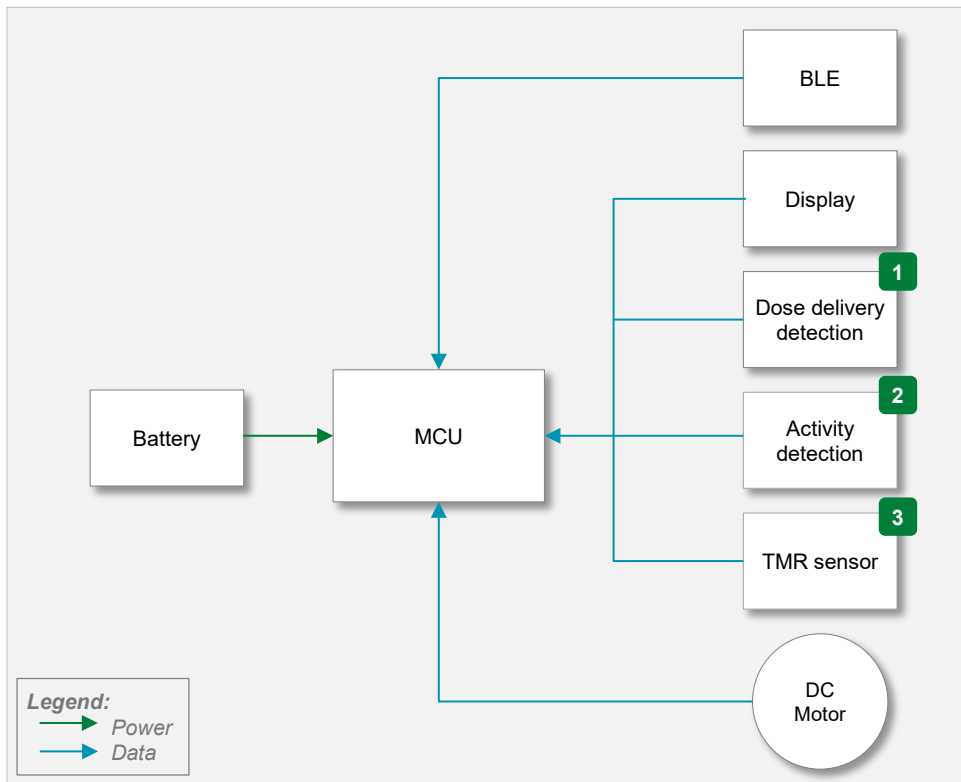 BLE
Display
1
Dose delivery
detection
2
Activity
detection
Battery
MCU
3
TMR sensor
DC
Motor
Legend:
Power
Data